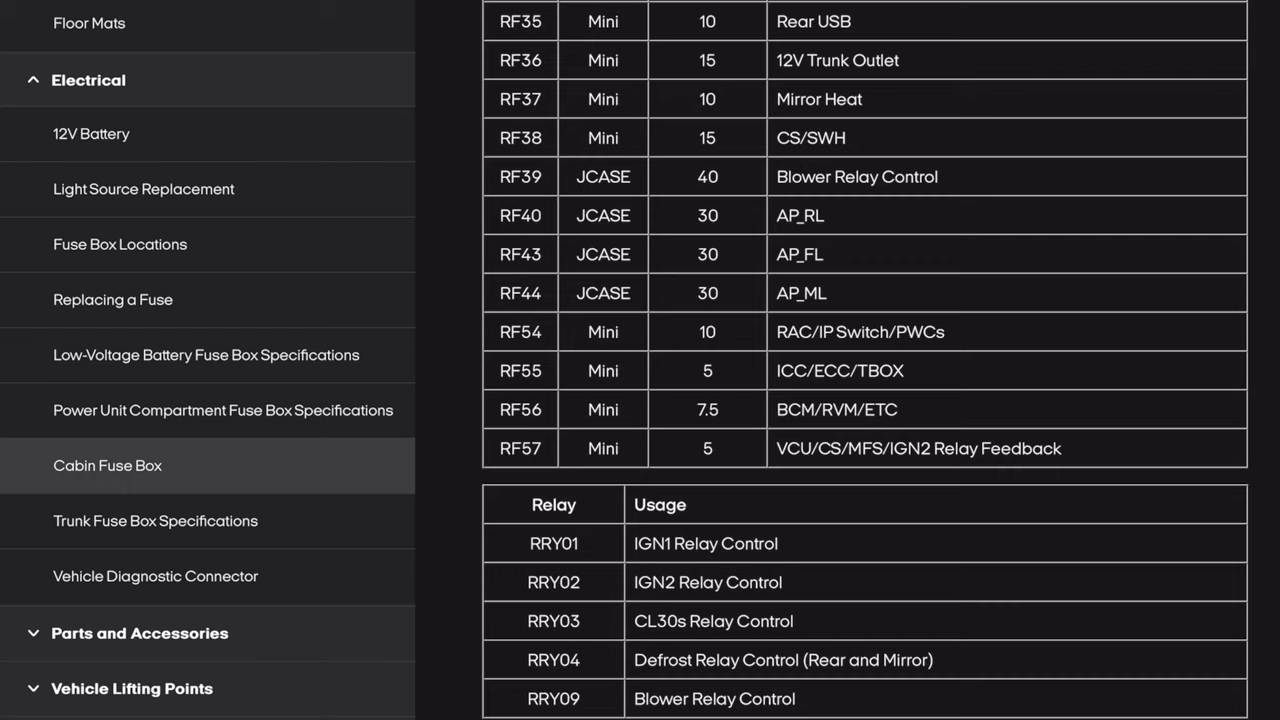 Floor Mats
Electrical
12V Battery
Light Source Replacement
Fuse Box Locations
Replacing a Fuse
Low-Voltage Battery Fuse Box Specifications
Power Unit Compartment Fuse Box Specifications
Cabin Fuse Box
Trunk Fuse Box Specifications
Vehicle Diagnostic Connector
Parts and Accessories
Vehicle Lifting Points
RF35 Mini 10 Rear USB
RF36 Mini 15 12V Trunk Outlet
RF37 Mini 10 Mirror Heat
RF38 Mini 15 CS/SWH
RF39 JCASE 40 Blower Relay Control
RF40 JCASE 30 AP_RL
RF43 JCASE 30 AP_FL
RF44 JCASE 30 AP_ML
RF54 Mini 10 RAC/IP Switch/PWCs
RF55 Mini 5 ICC/ECC/TBOX
RF56 Mini 7.5 BCM/RVM/ETC
RF57 Mini 5 VCU/CS/MFS/IGN2 Relay Feedback
Relay Usage
RRY01 IGN1 Relay Control
RRY02 IGN2 Relay Control
RRY03 CL30s Relay Control
RRY04 Defrost Relay Control (Rear and Mirror)
RRY09 Blower Relay Control